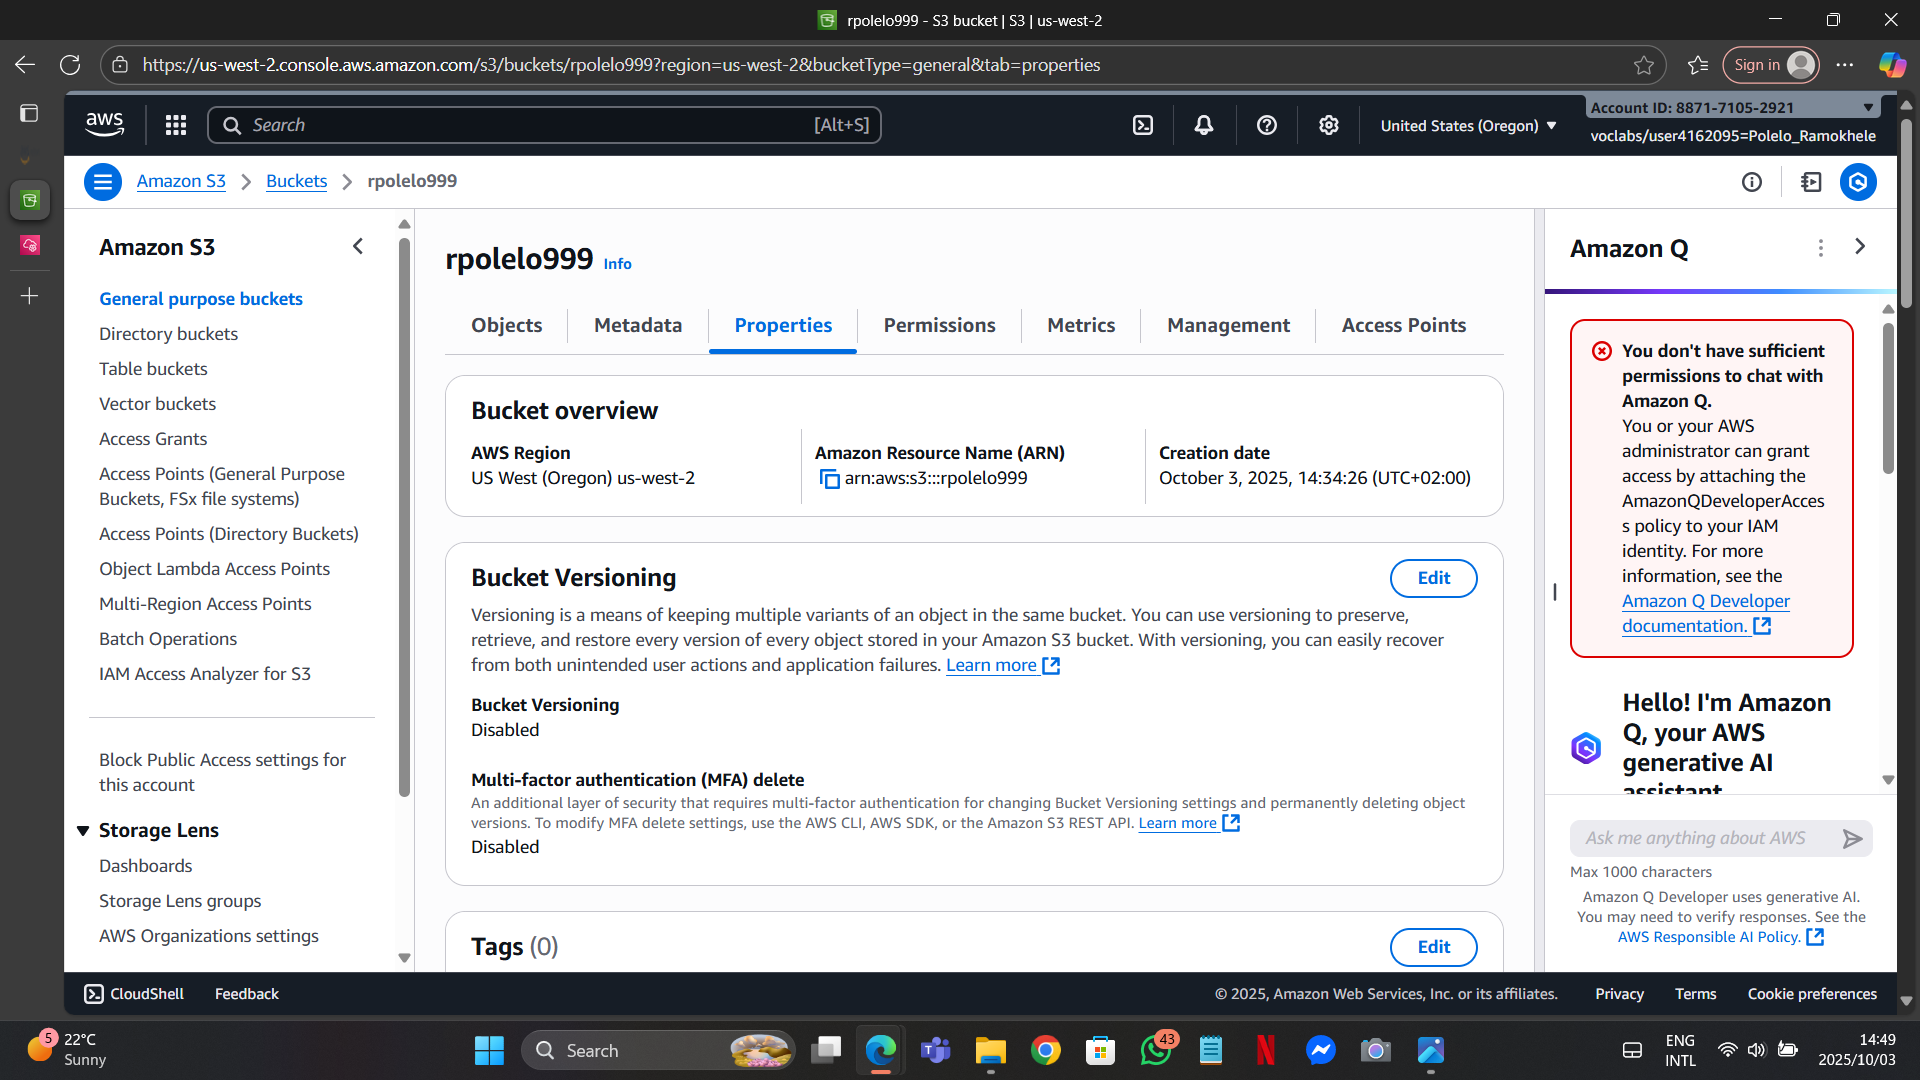 rpolelo999 - S3 bucket | S3 | us-west-2
https://us-west-2.console.aws.amazon.com/s3/buckets/rpolelo999?region=us-west-2&bucketType=general&tab=properties
Sign in
aws
Search
[Alt+S]
United States (Oregon)
Account ID: 8871-7105-2921
voclabs/user4162095=Polelo_Ramokhele
Amazon S3
Buckets
rpolelo999
Amazon S3
General purpose buckets
Directory buckets
Table buckets
Vector buckets
Access Grants
Access Points (General Purpose
Buckets, FSx file systems)
Access Points (Directory Buckets)
Object Lambda Access Points
Multi-Region Access Points
Batch Operations
IAM Access Analyzer for S3
Block Public Access settings for
this account
Storage Lens
Dashboards
Storage Lens groups
AWS Organizations settings
rpolelo999 Info
Objects
Metadata
Properties
Permissions
Metrics
Management
Access Points
Bucket overview
AWS Region
US West (Oregon) us-west-2
Amazon Resource Name (ARN)
arn:aws:s3:::rpolelo999
Creation date
October 3, 2025, 14:34:26 (UTC+02:00)
Bucket Versioning
Edit
Versioning is a means of keeping multiple variants of an object in the same bucket. You can use versioning to preserve,
retrieve, and restore every version of every object stored in your Amazon S3 bucket. With versioning, you can easily recover
from both unintended user actions and application failures. Learn more
Bucket Versioning
Disabled
Multi-factor authentication (MFA) delete
An additional layer of security that requires multi-factor authentication for changing Bucket Versioning settings and permanently deleting object
versions. To modify MFA delete settings, use the AWS CLI, AWS SDK, or the Amazon S3 REST API. Learn more
Disabled
Tags (0)
Edit
Amazon Q
You don't have sufficient
permissions to chat with
Amazon Q.
You or your AWS
administrator can grant
access by attaching the
AmazonQDeveloperAcces
s policy to your IAM
identity. For more
information, see the
Amazon Q Developer
documentation.
Hello! I'm Amazon
Q, your AWS
generative AI
assistant
Ask me anything about AWS
Max 1000 characters
Amazon Q Developer uses generative AI.
You may need to verify responses. See the
AWS Responsible AI Policy.
CloudShell
Feedback
© 2025, Amazon Web Services, Inc. or its affiliates.
Privacy
Terms
Cookie preferences
5
22°C
Sunny
Search
43
ENG
INTL
14:49
2025/10/03